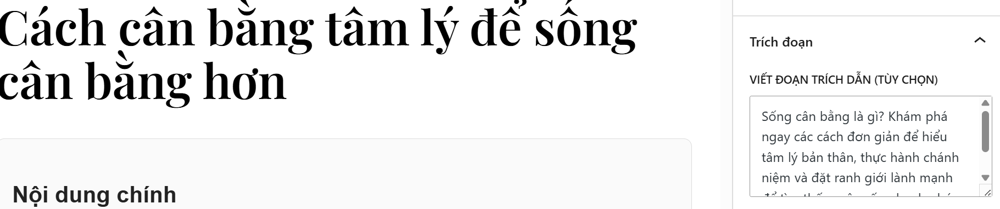 Cách cân bằng tâm lý để sống
cân bằng hơn
Nội dung chính
Trích đoạn
VIẾT ĐOẠN TRÍCH DẪN (TÙY CHỌN)
Sống cân bằng là gì? Khám phá
ngay các cách đơn giản để hiểu
tâm lý bản thân, thực hành chánh
niệm và đặt ranh giới lành mạnh